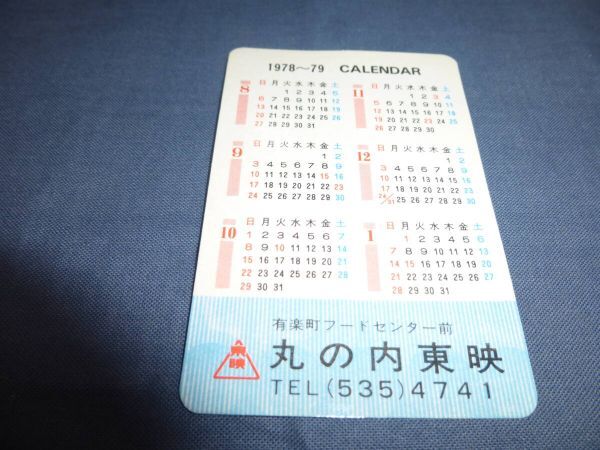 1978〜79 CALENDAR
8
日 月 火 水 木 金 土
1 2 3 4 5
6 7 8 9 10 11 12
13 14 15 16 17 18 19
20 21 22 23 24 25 26
27 28 29 30 31
11
日 月 火 水 木 金 土
1 2 3 4
5 6 7 8 9 10 11
12 13 14 15 16 17 18
19 20 21 22 23 24 25
26 27 28 29 30
9
日 月 火 水 木 金 土
1 2
3 4 5 6 7 8 9
10 11 12 13 14 15 16
17 18 19 20 21 22 23
24 25 26 27 28 29 30
12
日 月 火 水 木 金 土
1 2
3 4 5 6 7 8 9
10 11 12 13 14 15 16
17 18 19 20 21 22 23
24/31 25 26 27 28 29 30
10
日 月 火 水 木 金 土
1 2 3 4 5 6 7
8 9 10 11 12 13 14
15 16 17 18 19 20 21
22 23 24 25 26 27 28
29 30 31
1
日 月 火 水 木 金 土
1 2 3 4 5 6
7 8 9 10 11 12 13
14 15 16 17 18 19 20
21 22 23 24 25 26 27
28 29 30 31
有楽町フードセンター前
東映
丸の内東映
TEL(535)4741